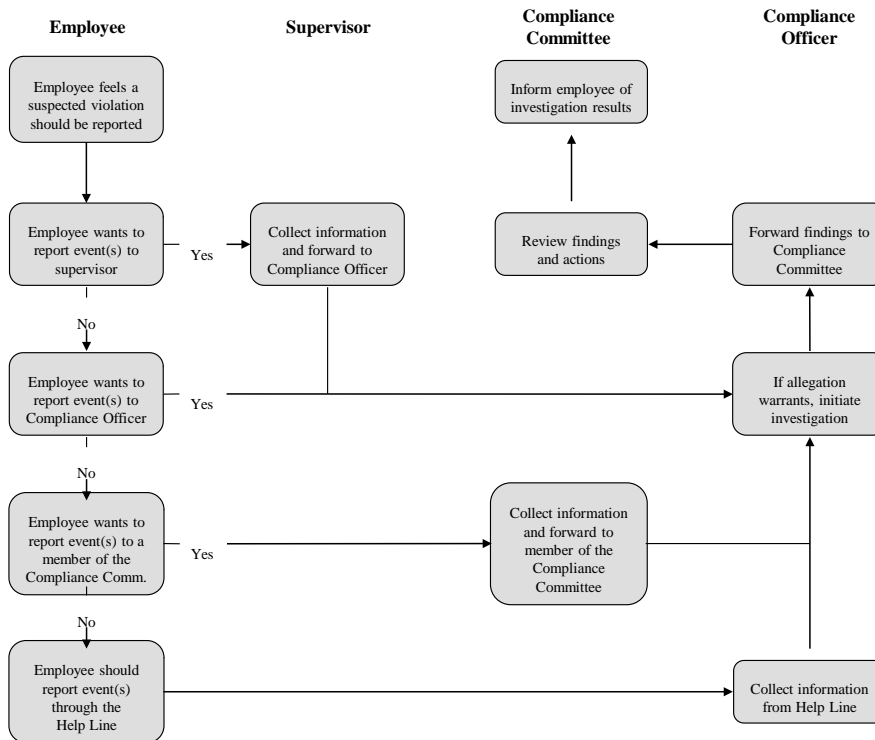 Employee
Supervisor
Compliance
Committee
Compliance
Officer
Employee feels a
suspected violation
should be reported
Inform employee of
investigation results
Employee wants to
report event(s) to
supervisor
Yes
Collect information
and forward to
Compliance Officer
Review findings
and actions
Forward findings to
Compliance
Committee
No
Employee wants to
report event(s) to
Compliance Officer
Yes
If allegation
warrants, initiate
investigation
No
Employee wants to
report event(s) to a
member of the
Compliance Comm.
Yes
Collect information
and forward to
member of the
Compliance
Committee
No
Employee should
report event(s)
through the
Help Line
Collect information
from Help Line